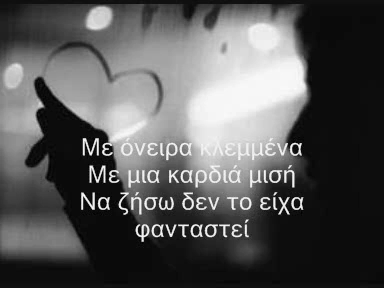 Με όνειρα κλεμμένα
Με μια καρδιά μισή
Να ζήσω δεν το είχα
φανταστεί